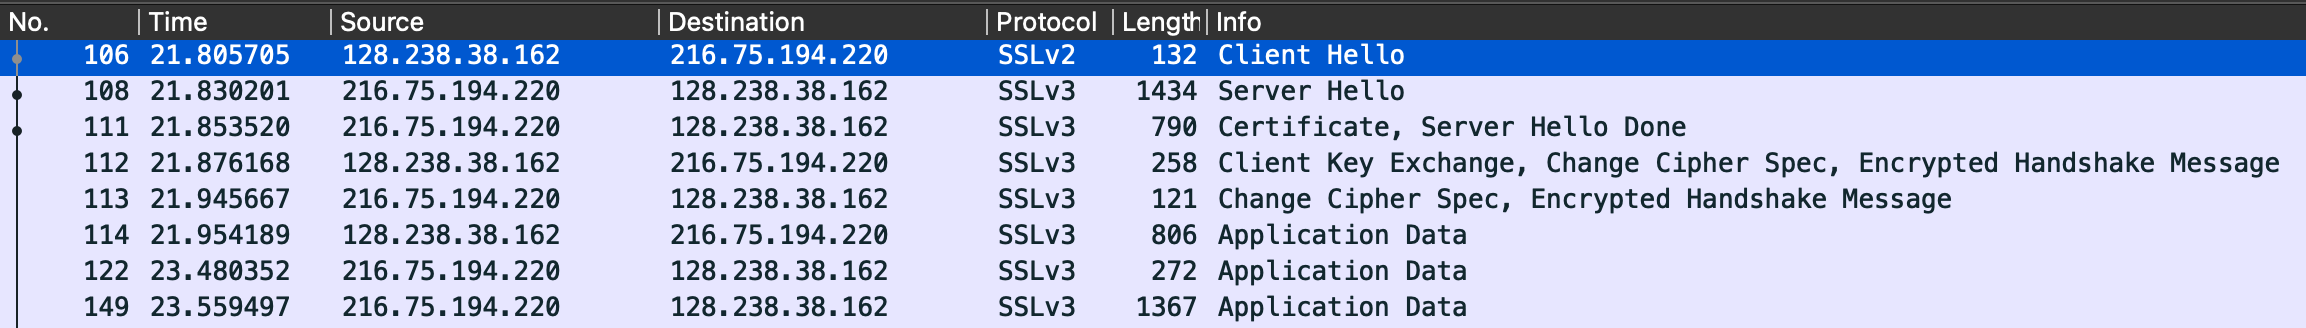 No. Time Source Destination Protocol Length Info
106 21.805705 128.238.38.162 216.75.194.220 SSLv2 132 Client Hello
108 21.830201 216.75.194.220 128.238.38.162 SSLv3 1434 Server Hello
111 21.853520 216.75.194.220 128.238.38.162 SSLv3 790 Certificate, Server Hello Done
112 21.876168 128.238.38.162 216.75.194.220 SSLv3 258 Client Key Exchange, Change Cipher Spec, Encrypted Handshake Message
113 21.945667 216.75.194.220 128.238.38.162 SSLv3 121 Change Cipher Spec, Encrypted Handshake Message
114 21.954189 128.238.38.162 216.75.194.220 SSLv3 806 Application Data
122 23.480352 216.75.194.220 128.238.38.162 SSLv3 272 Application Data
149 23.559497 216.75.194.220 128.238.38.162 SSLv3 1367 Application Data